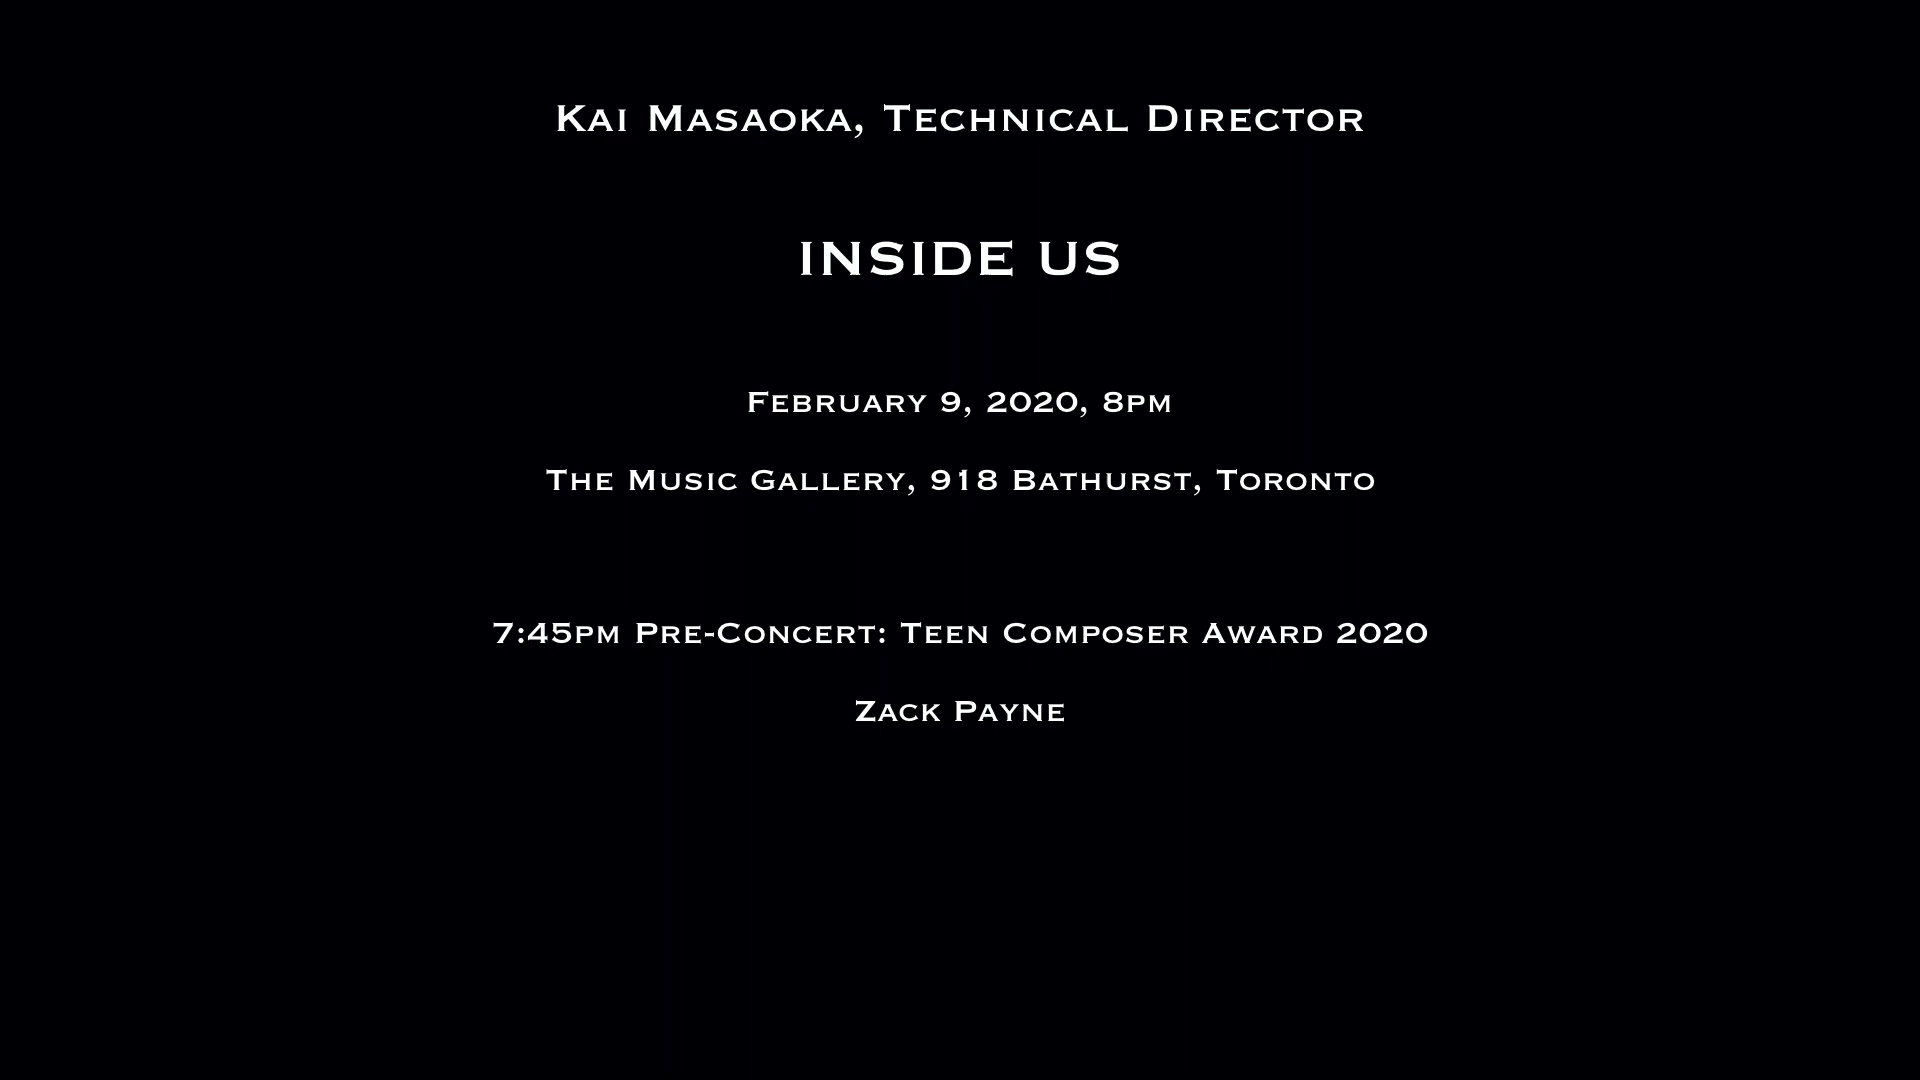 Kai Masaoka, Technical Director
INSIDE US
February 9, 2020, 8pm
The Music Gallery, 918 Bathurst, Toronto
7:45pm Pre-Concert: Teen Composer Award 2020
Zack Payne